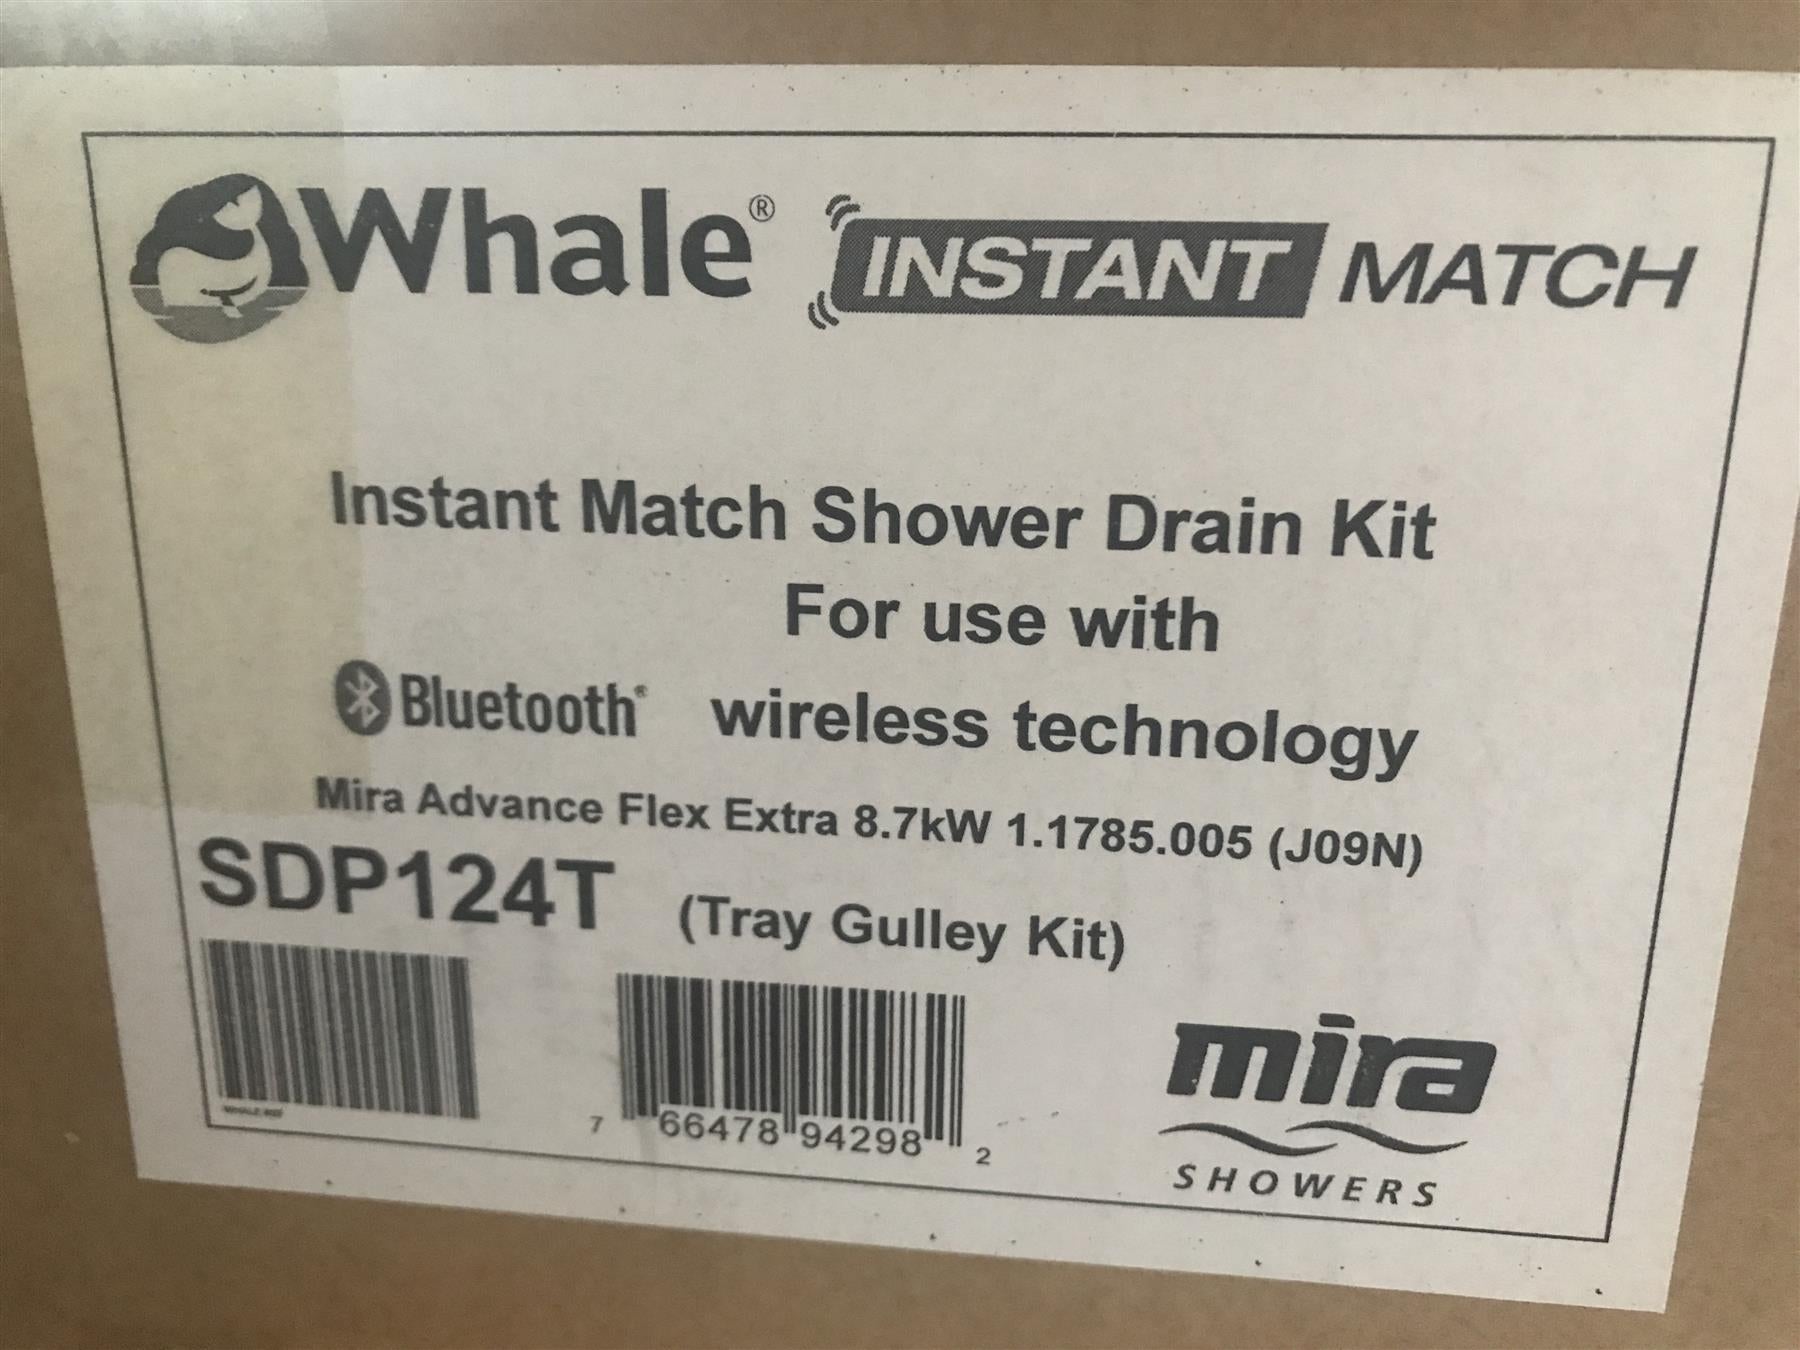 Whale® INSTANT MATCH
Instant Match Shower Drain Kit
For use with
Bluetooth® wireless technology
Mira Advance Flex Extra 8.7kW 1.1785.005 (J09N)
SDP124T (Tray Gulley Kit)
7 66478 94298 2
mira
SHOWERS